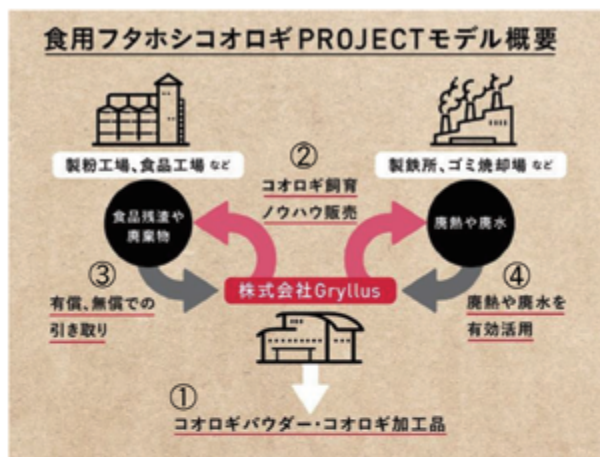 食用フタホシコオロギPROJECTモデル概要
製粉工場、食品工場 など
製鉄所、ゴミ焼却場 など
②
コオロギ飼育
ノウハウ販売
食品残渣や
廃棄物
廃熱や廃水
③
有償、無償での
引き取り
株式会社Gryllus
④
廃熱や廃水を
有効活用
①
コオロギパウダー・コオロギ加工品